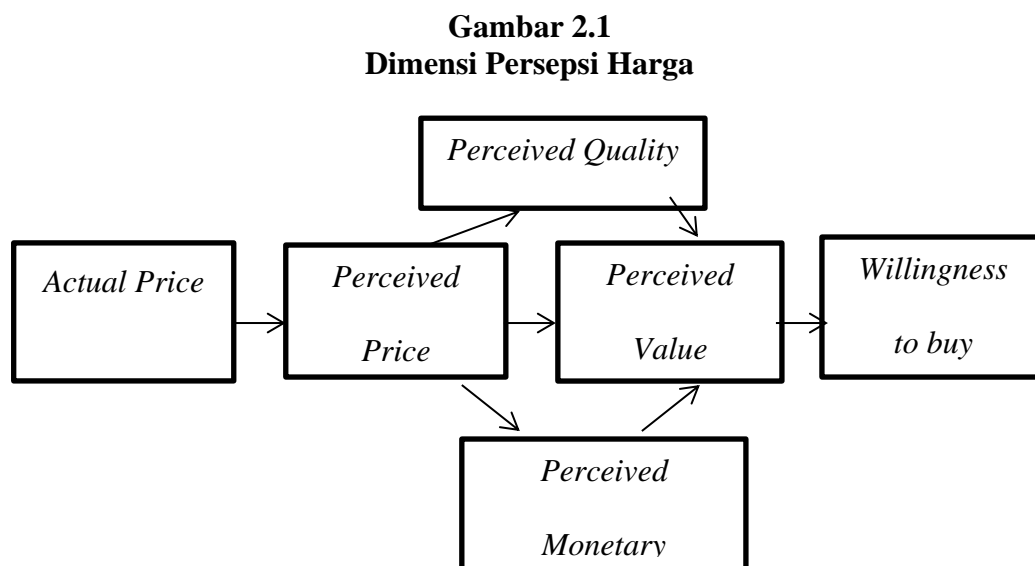 Gambar 2.1
Dimensi Persepsi Harga
Perceived Quality
Actual Price
Perceived
Price
Perceived
Value
Willingness
to buy
Perceived
Monetary